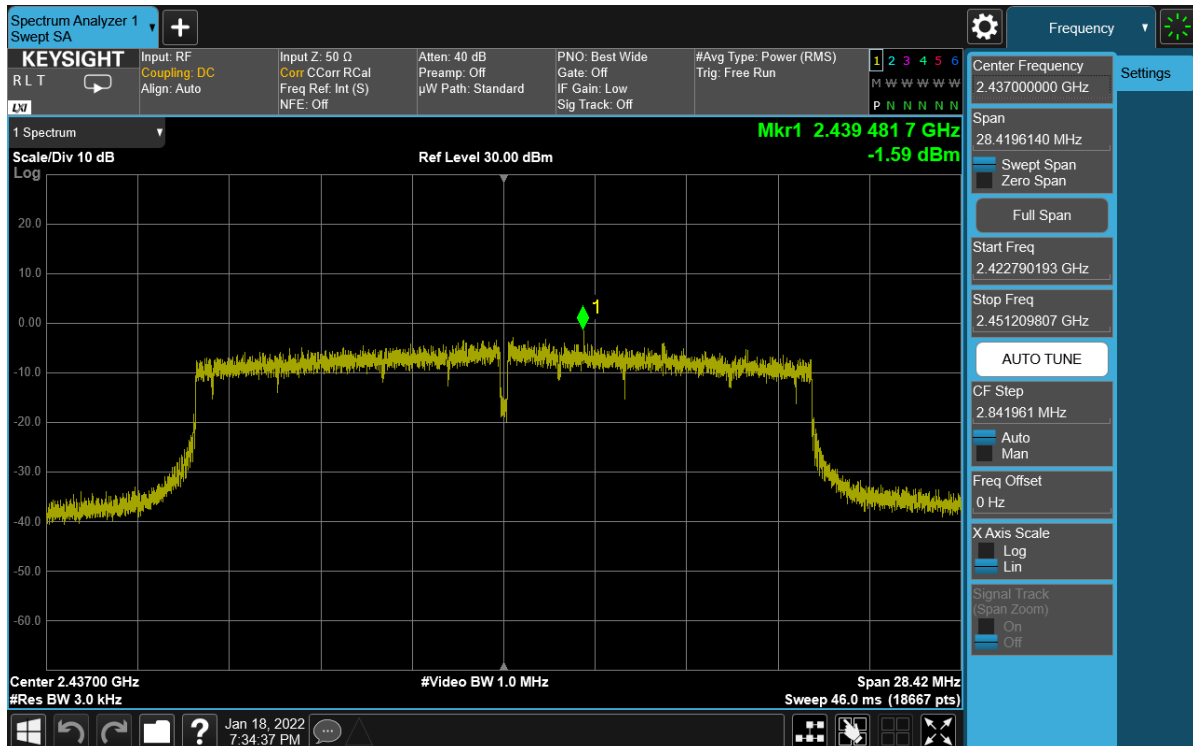 Spectrum Analyzer 1
Swept SA
Frequency
KEYSIGHT
R L T
LXI
Input: RF
Coupling: DC
Align: Auto
Input Z: 50 Ω
Corr CCorr RCal
Freq Ref: Int (S)
NFE: Off
Atten: 40 dB
Preamp: Off
µW Path: Standard
PNO: Best Wide
Gate: Off
IF Gain: Low
Sig Track: Off
#Avg Type: Power (RMS)
Trig: Free Run
1 2 3 4 5 6
M W W W W W
P N N N N N
1 Spectrum
Scale/Div 10 dB
Log
Ref Level 30.00 dBm
Mkr1 2.439 481 7 GHz
-1.59 dBm
20.0
10.0
0.00
-10.0
-20.0
-30.0
-40.0
-50.0
-60.0
1
Center 2.43700 GHz
#Res BW 3.0 kHz
#Video BW 1.0 MHz
Span 28.42 MHz
Sweep 46.0 ms (18667 pts)
Center Frequency
2.437000000 GHz
Settings
Span
28.4196140 MHz
Swept Span
Zero Span
Full Span
Start Freq
2.422790193 GHz
Stop Freq
2.451209807 GHz
AUTO TUNE
CF Step
2.841961 MHz
Auto
Man
Freq Offset
0 Hz
X Axis Scale
Log
Lin
Signal Track
(Span Zoom)
On
Off
?
Jan 18, 2022
7:34:37 PM